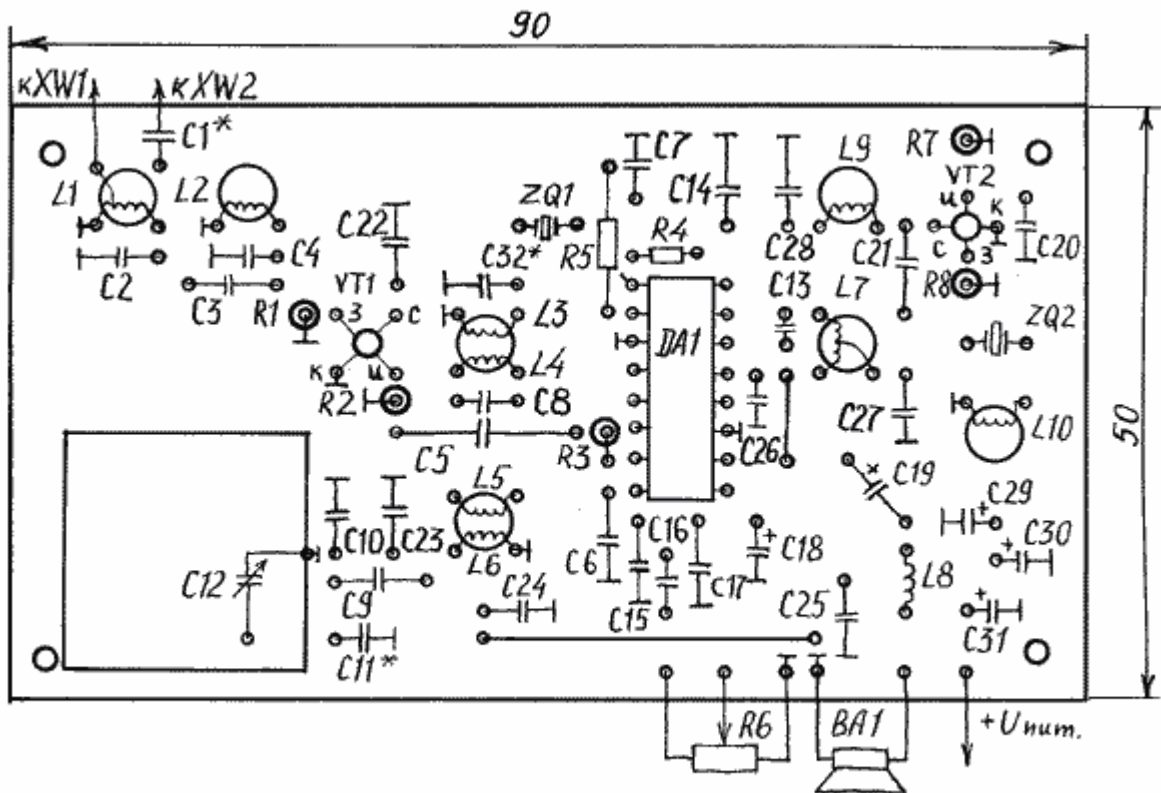 90
кXW1
кXW2
C1*
C7
L9
R7
L1
L2
ZQ1
C14
VT2
и
к
C22
R5
R4
с
з
C20
C2
C4
C32*
C28
C21
C3
VT1
C13
L7
R8
R1
з
с
L3
DA1
ZQ2
к
и
L4
R2
C8
C27
L10
50
C5
R3
C26
L5
C19
C10
C23
C16
+
C29
C12
L6
C6
+
C18
+
C30
C9
C24
C15
C17
C25
L8
+
C31
C11*
R6
BA1
+Uпит.